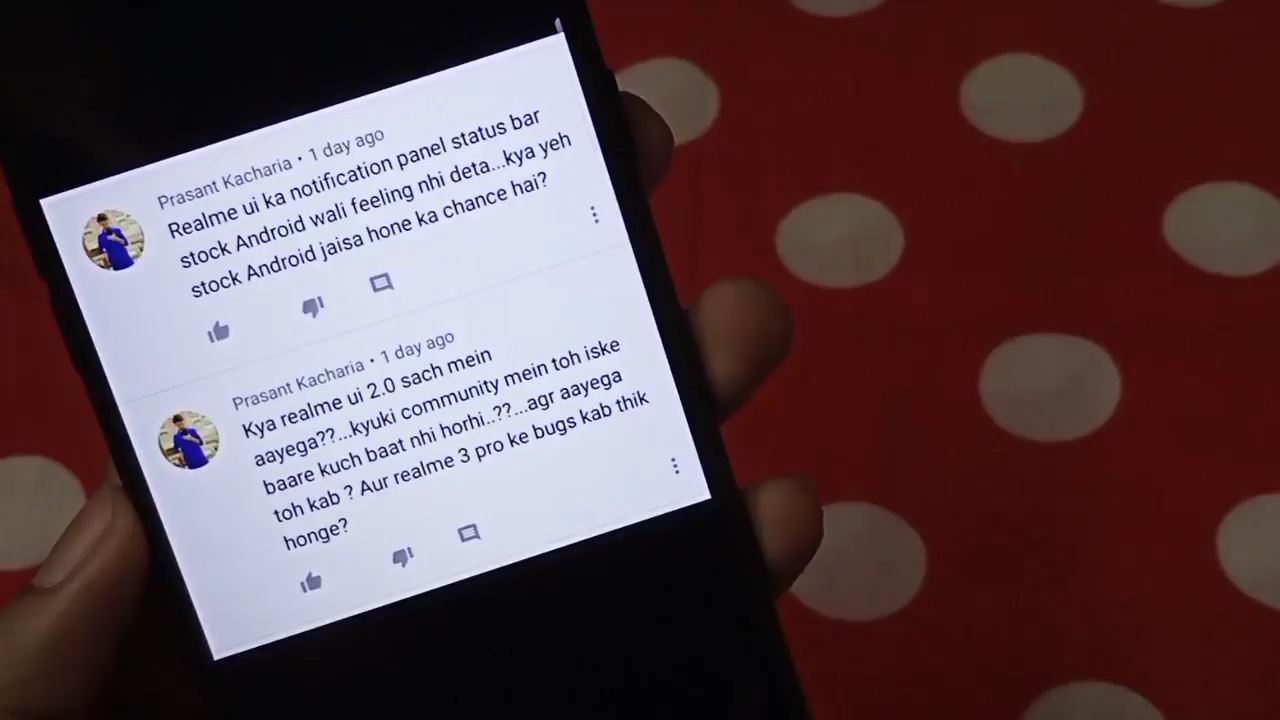 Prasant Kacharia • 1 day ago
Realme ui ka notification panel status bar
stock Android wali feeling nhi deta...kya yeh
stock Android jaisa hone ka chance hai?
Prasant Kacharia • 1 day ago
Kya realme ui 2.0 sach mein
aayega??...kyuki community mein toh iske
baare kuch baat nhi horhi..??...agr aayega
toh kab ? Aur realme 3 pro ke bugs kab thik
honge?